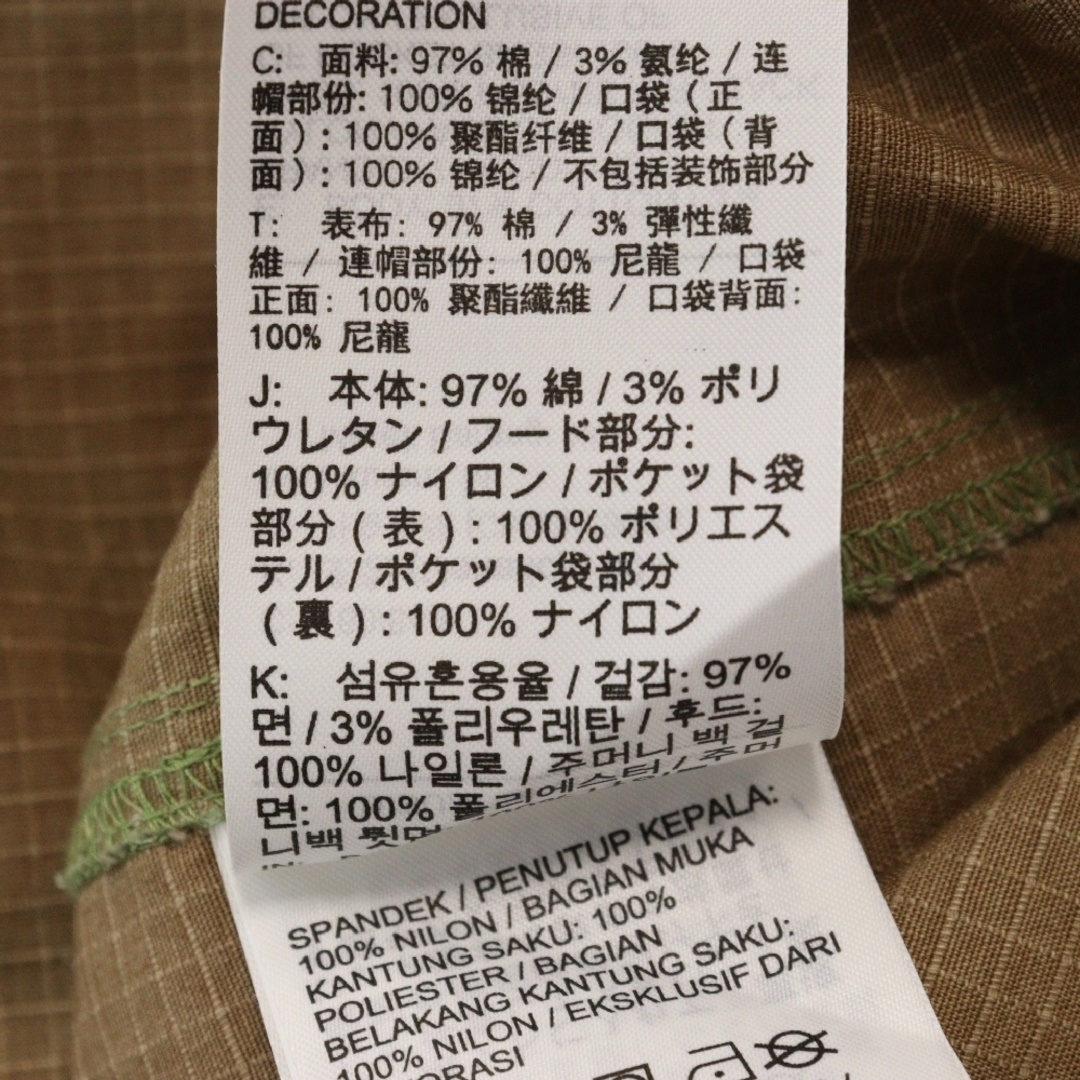 DECORATION
C: 面料: 97% 棉 / 3% 氨纶 / 连
帽部份: 100% 锦纶 / 口袋 ( 正
面 ) : 100% 聚酯纤维 / 口袋 ( 背
面 ) : 100% 锦纶 / 不包括装饰部分
T: 表布: 97% 棉 / 3% 彈性纖
維 / 連帽部份: 100% 尼龍 / 口袋
正面: 100% 聚酯纖維 / 口袋背面:
100% 尼龍
J: 本体: 97% 綿 / 3% ポリ
ウレタン / フード部分:
100% ナイロン / ポケット袋
部分 ( 表 ) : 100% ポリエス
テル / ポケット袋部分
( 裏 ) : 100% ナイロン
K: 섬유혼용율 / 겉감: 97%
면 / 3% 폴리우레탄 / 후드:
100% 나일론 / 주머니 백 겉
면: 100% 폴리에스터 / 주머
니백 뒷면
SPANDEK / PENUTUP KEPALA:
100% NILON / BAGIAN MUKA
KANTUNG SAKU: 100%
POLIESTER / BAGIAN
BELAKANG KANTUNG SAKU:
100% NILON / EKSKLUSIF DARI
ORASI